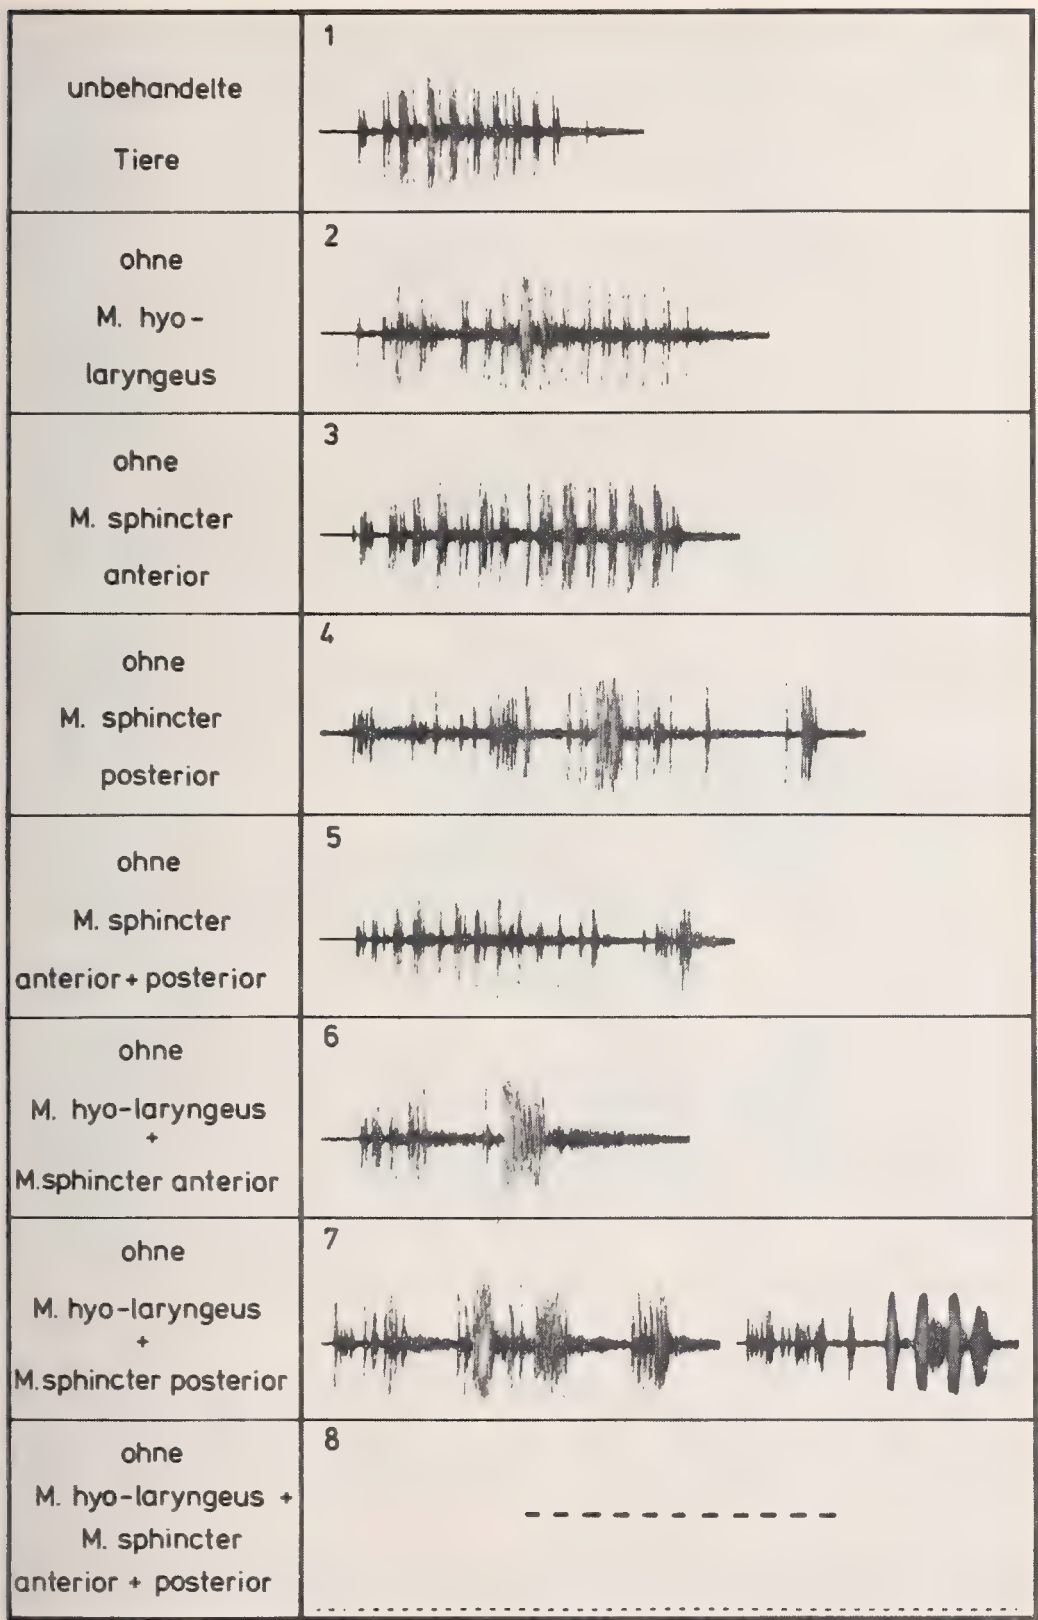 1
unbehandelte
Tiere
2
ohne
M. hyo-
laryngeus
3
ohne
M. sphincter
anterior
4
ohne
M. sphincter
posterior
5
ohne
M. sphincter
anterior + posterior
6
ohne
M. hyo-laryngeus
+
M.sphincter anterior
7
ohne
M. hyo-laryngeus
+
M.sphincter posterior
8
ohne
M. hyo-laryngeus +
M. sphincter
anterior + posterior